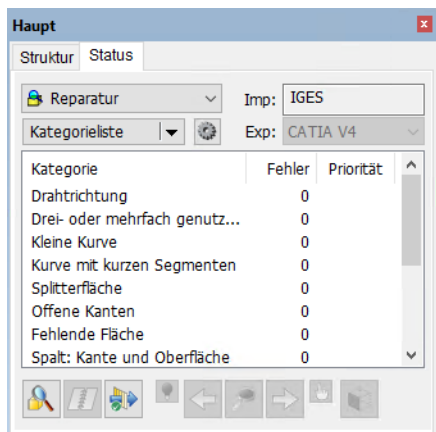 Haupt
Struktur Status
Reparatur Imp: IGES
Kategorieliste Exp: CATIA V4
Kategorie Fehler Priorität
Drahtrichtung 0
Drei- oder mehrfach genutz... 0
Kleine Kurve 0
Kurve mit kurzen Segmenten 0
Splitterfläche 0
Offene Kanten 0
Fehlende Fläche 0
Spalt: Kante und Oberfläche 0